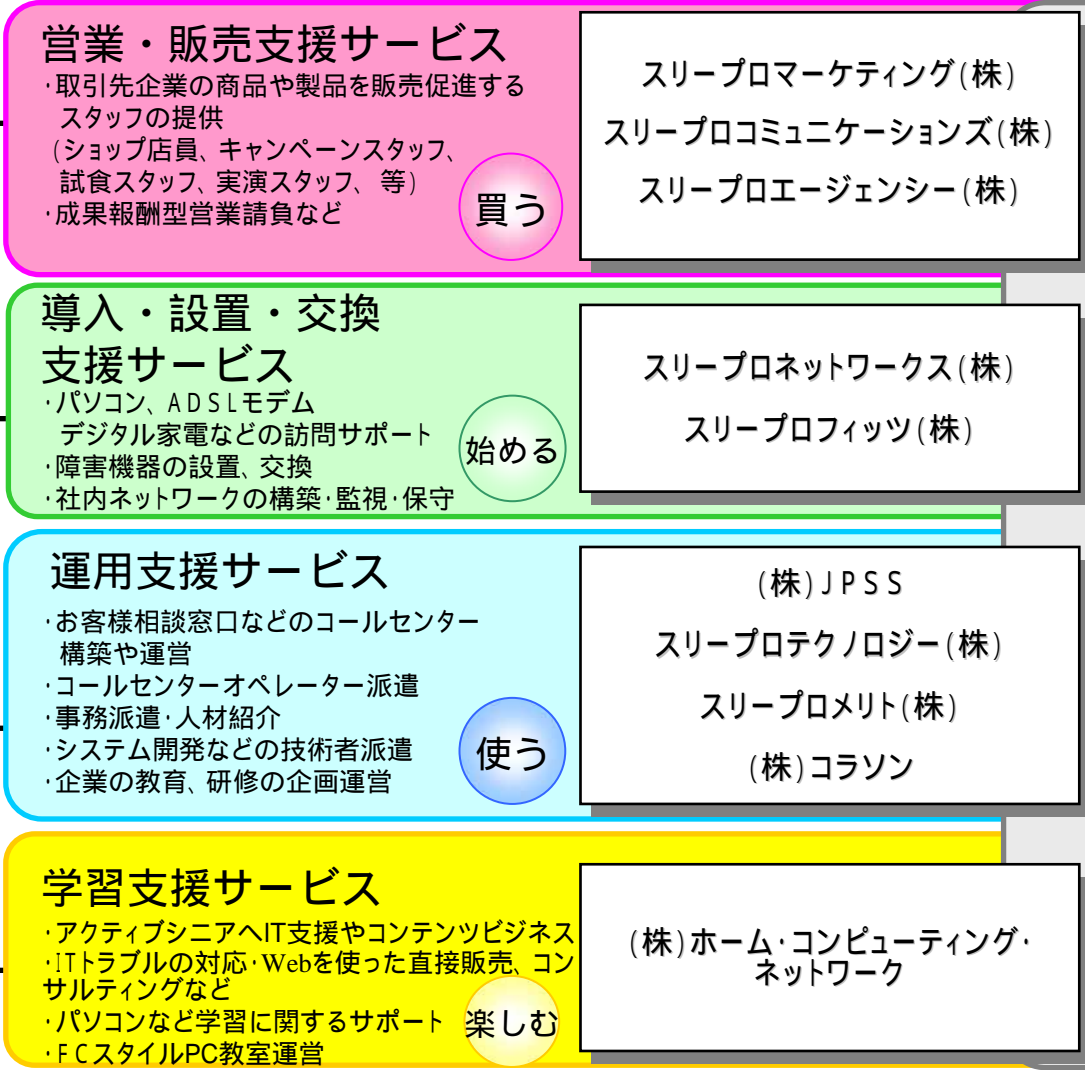 営業・販売支援サービス
・取引先企業の商品や製品を販売促進する
スタッフの提供
(ショップ店員、キャンペーンスタッフ、
試食スタッフ、実演スタッフ、等)
・成果報酬型営業請負など
買う
スリープロマーケティング(株)
スリープロコミュニケーションズ(株)
スリープロエージェンシー(株)
導入・設置・交換
支援サービス
・パソコン、ADSLモデム
デジタル家電などの訪問サポート
・障害機器の設置、交換
・社内ネットワークの構築・監視・保守
始める
スリープロネットワークス(株)
スリープロフィッツ(株)
運用支援サービス
・お客様相談窓口などのコールセンター
構築や運営
・コールセンターオペレーター派遣
・事務派遣・人材紹介
・システム開発などの技術者派遣
・企業の教育、研修の企画運営
使う
(株)JPSS
スリープロテクノロジー(株)
スリープロメリト(株)
(株)コラソン
学習支援サービス
・アクティブシニアへIT支援やコンテンツビジネス
・ITトラブルの対応・Webを使った直接販売、コン
サルティングなど
・パソコンなど学習に関するサポート
・FCスタイルPC教室運営
楽しむ
(株)ホーム・コンピューティング・
ネットワーク